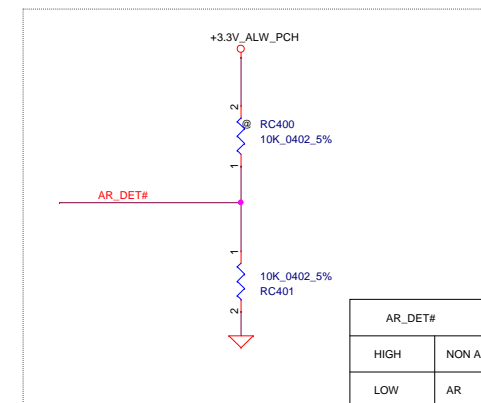 +3.3V_ALW_PCH
2
@ RC400
10K_0402_5%
1
AR_DET#
1
10K_0402_5%
RC401
2
AR_DET#
HIGH NON A
LOW AR